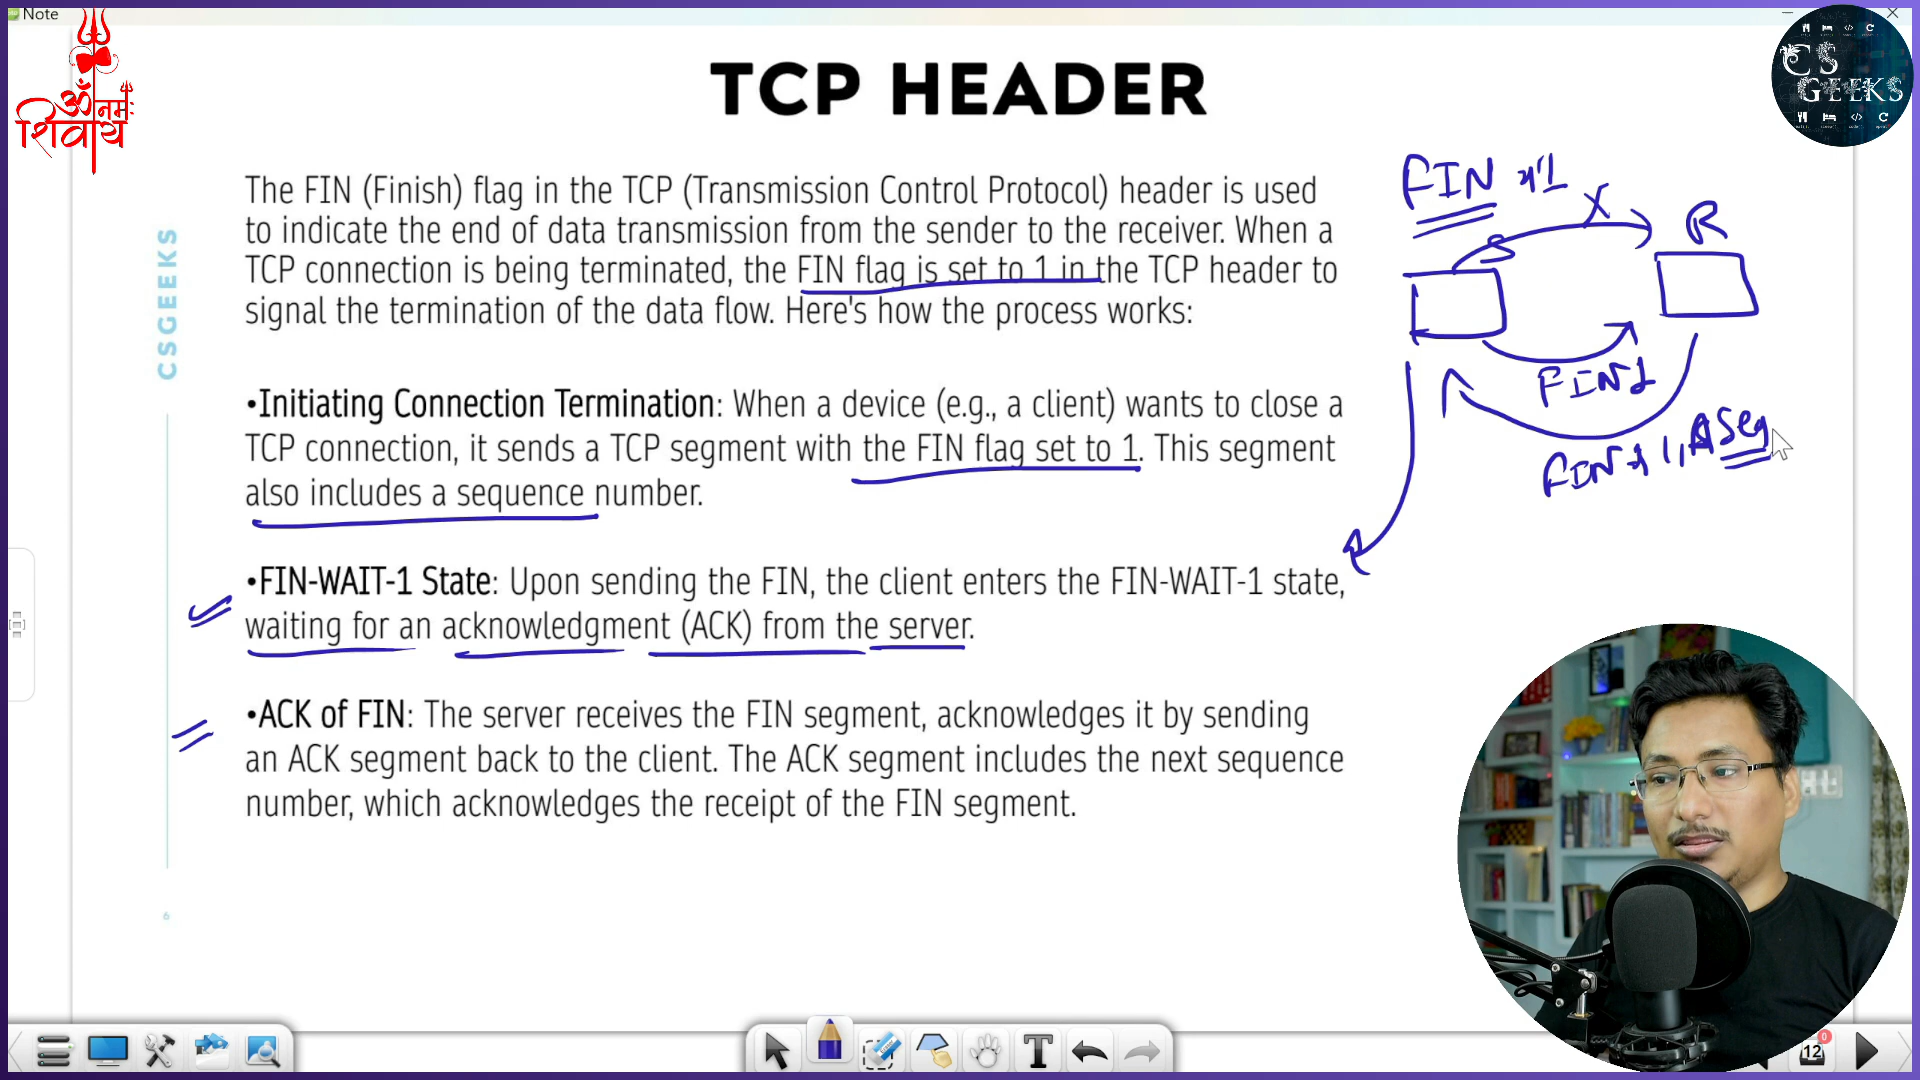 Note
ॐ नमः
शिवाय
CS
GEEKS
TCP HEADER
The FIN (Finish) flag in the TCP (Transmission Control Protocol) header is used
to indicate the end of data transmission from the sender to the receiver. When a
TCP connection is being terminated, the FIN flag is set to 1 in the TCP header to
signal the termination of the data flow. Here's how the process works:
CSGEEKS
•Initiating Connection Termination: When a device (e.g., a client) wants to close a
TCP connection, it sends a TCP segment with the FIN flag set to 1. This segment
also includes a sequence number.
•FIN-WAIT-1 State: Upon sending the FIN, the client enters the FIN-WAIT-1 state,
waiting for an acknowledgment (ACK) from the server.
•ACK of FIN: The server receives the FIN segment, acknowledges it by sending
an ACK segment back to the client. The ACK segment includes the next sequence
number, which acknowledges the receipt of the FIN segment.
6
FIN 1
X
S
R
FIN 1
FIN 1, A Seg
T
12
0